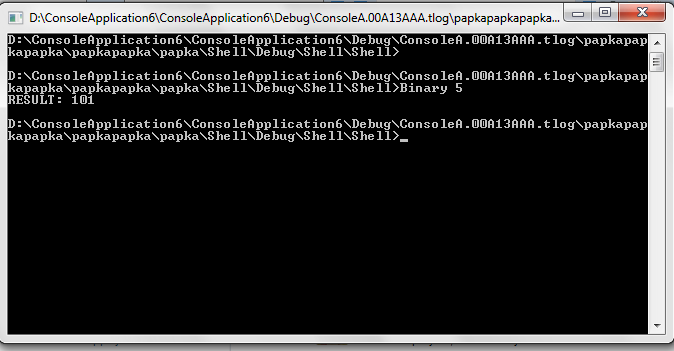 D:\ConsoleApplication6\ConsoleApplication6\Debug\ConsoleA.00A13AAA.tlog\papkapapkapapka...
D:\ConsoleApplication6\ConsoleApplication6\Debug\ConsoleA.00A13AAA.tlog\papkapap
kapapka\papkapapka\papka\Shell\Debug\Shell\Shell>
D:\ConsoleApplication6\ConsoleApplication6\Debug\ConsoleA.00A13AAA.tlog\papkapap
kapapka\papkapapka\papka\Shell\Debug\Shell\Shell>Binary 5
RESULT: 101
D:\ConsoleApplication6\ConsoleApplication6\Debug\ConsoleA.00A13AAA.tlog\papkapap
kapapka\papkapapka\papka\Shell\Debug\Shell\Shell>_